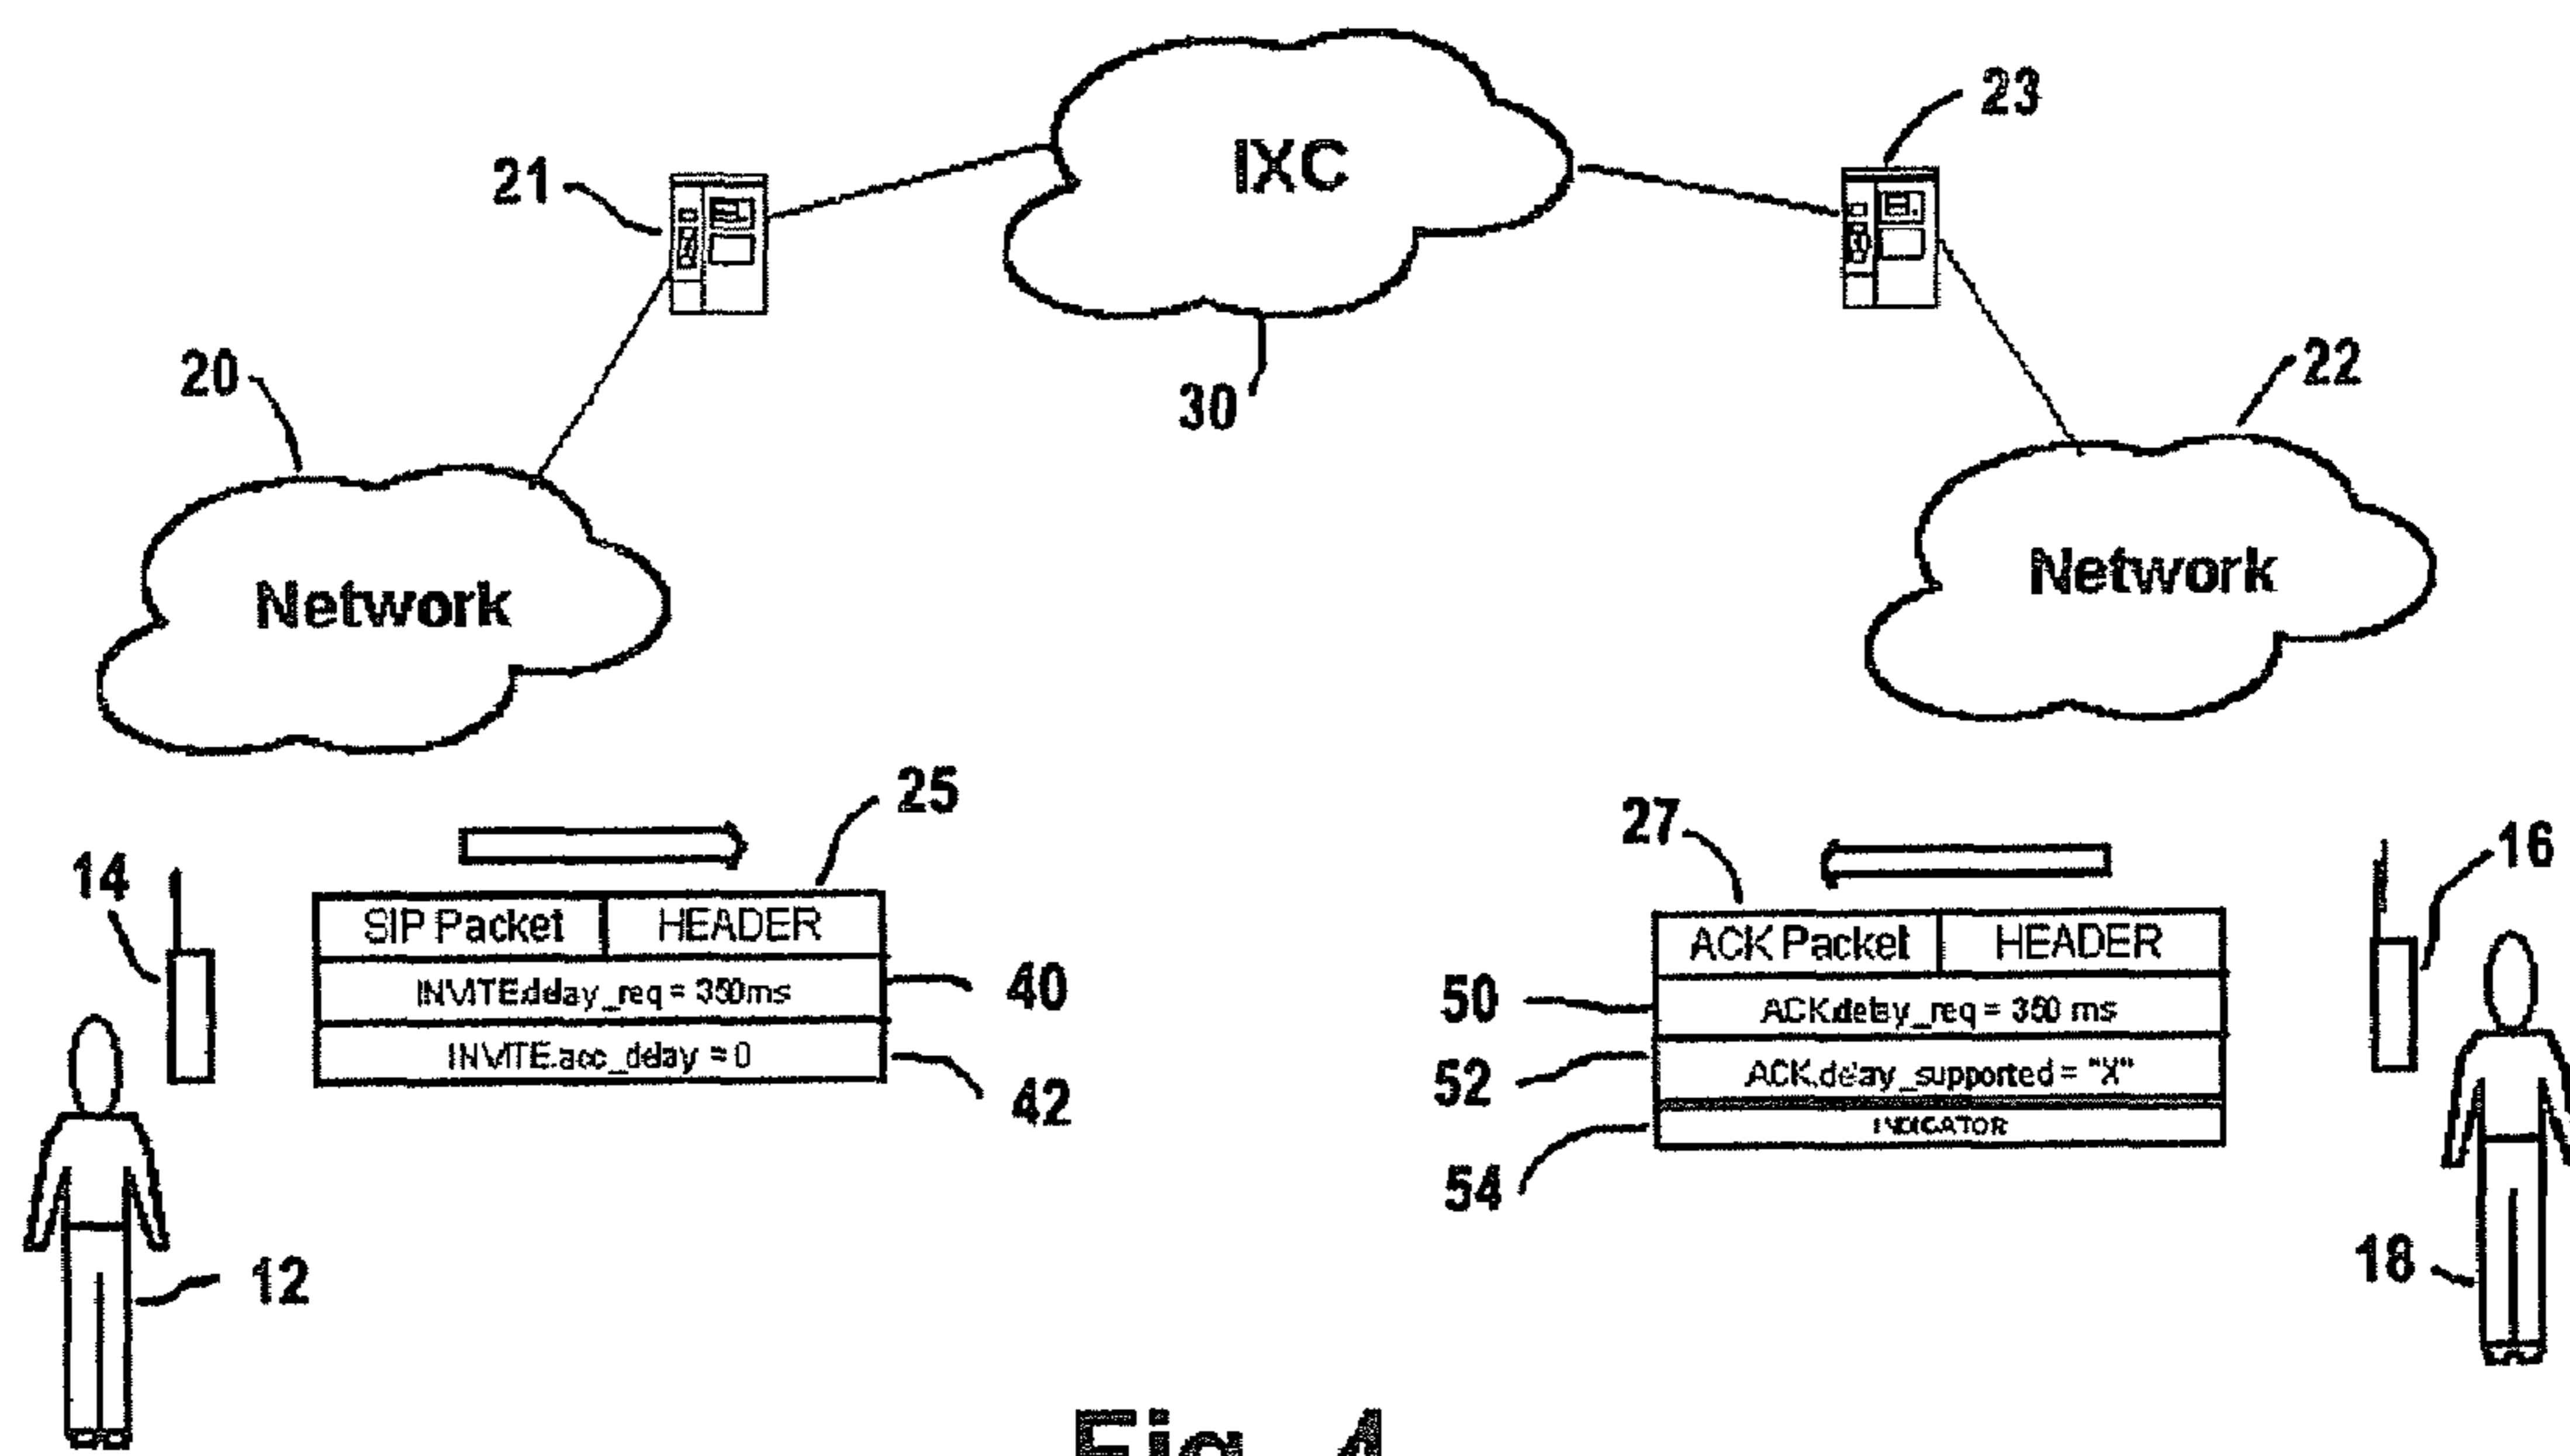 IXC
23
21
30
20
22
Network
Network
25
27
14
16
SIP Packet HEADER
ACK Packet HEADER
INVITE.delay_req = 350ms
40
50
ACK.delay_req = 350 ms
INVITE.acc_delay = 0
42
52
ACK.delay_supported = "X"
54
INDICATOR
12
18
Fig. 4